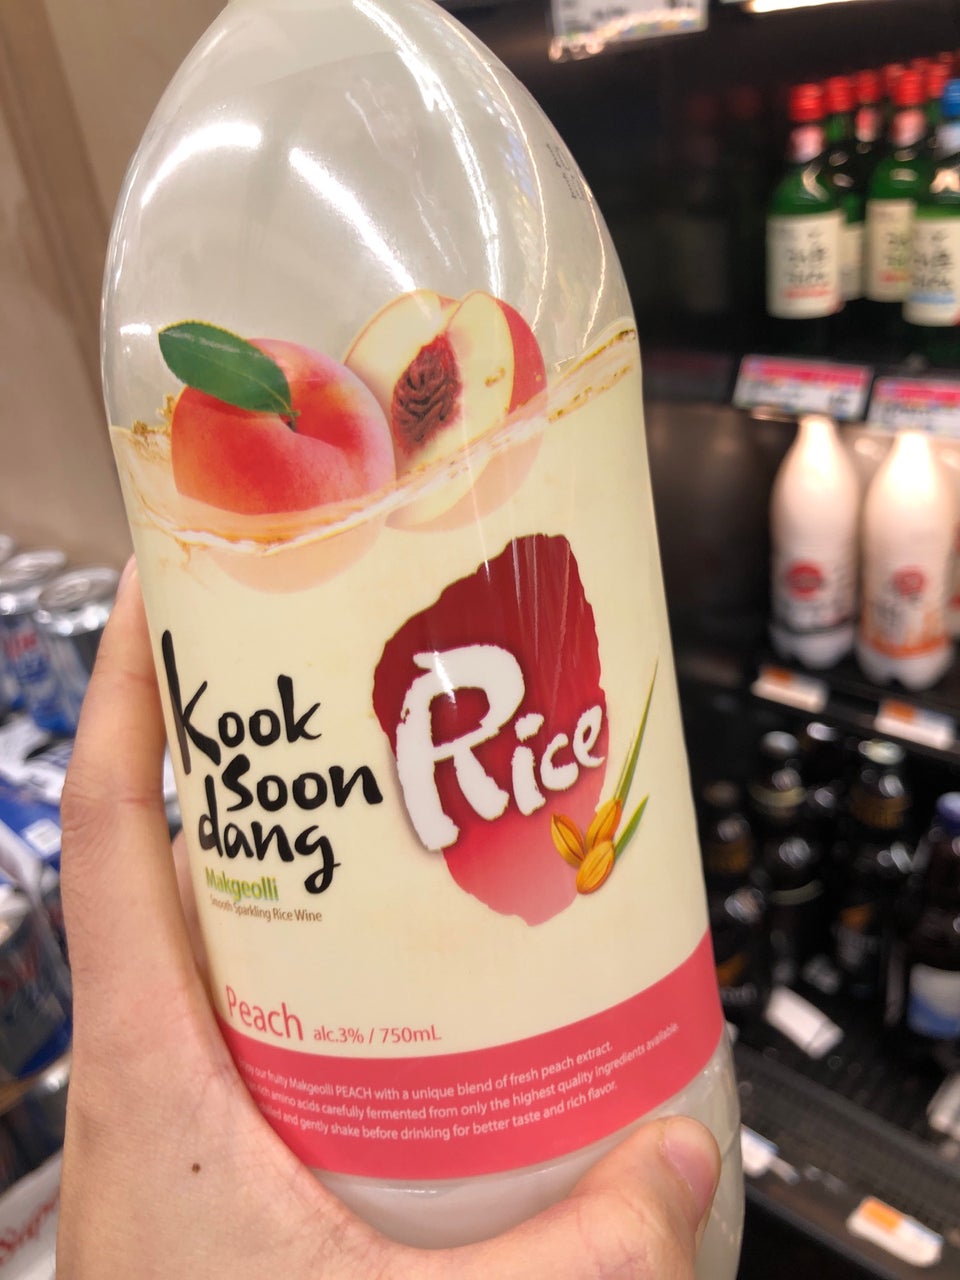 Kook
Soon
dang
Rice
Makgeolli
Smooth Sparkling Rice Wine
Peach alc.3% / 750mL
our fruity Makgeolli PEACH with a unique blend of fresh peach extract.
rich amino acids carefully fermented from only the highest quality ingredients available.
and gently shake before drinking for better taste and rich flavor.